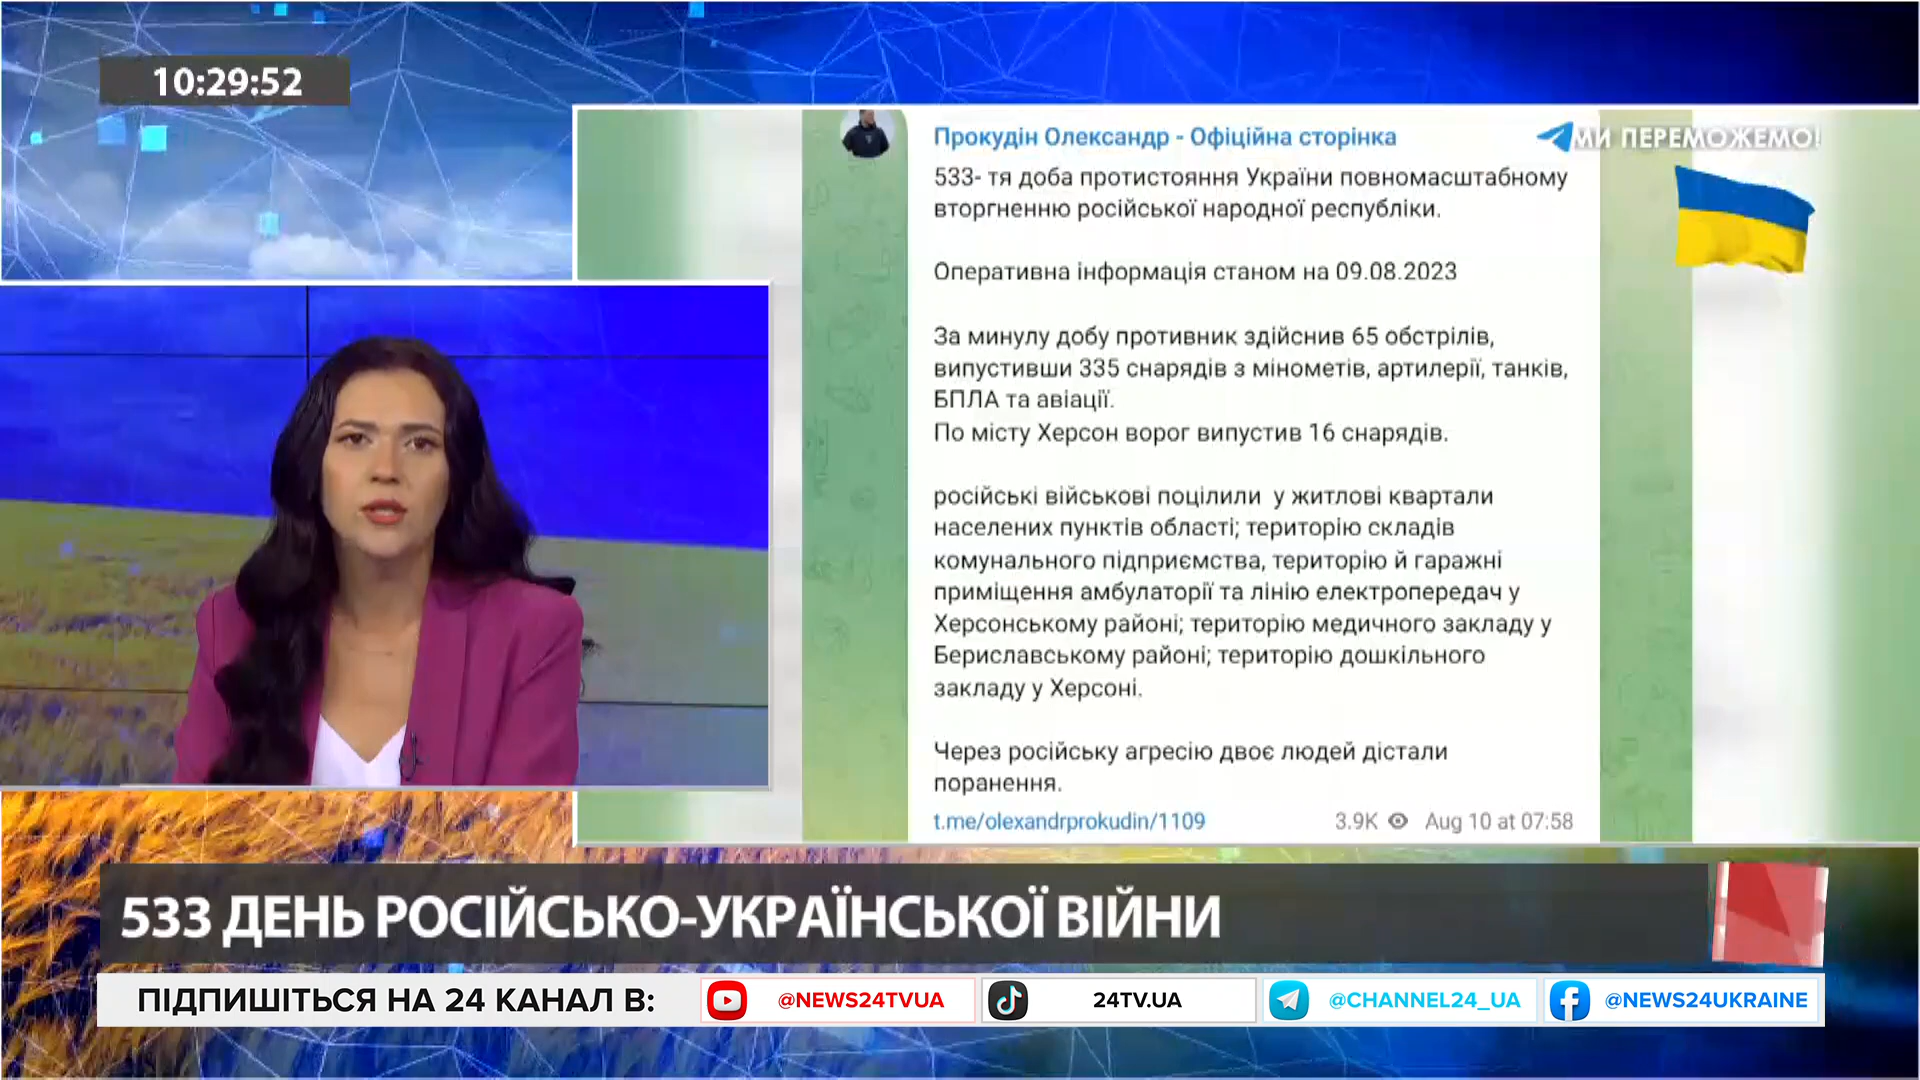 10:29:52
Прокудін Олександр - Офіційна сторінка
МИ ПЕРЕМОЖЕМО!
533- тя доба протистояння України повномасштабному
вторгненню російської народної республіки.
Оперативна інформація станом на 09.08.2023
За минулу добу противник здійснив 65 обстрілів,
випустивши 335 снарядів з мінометів, артилерії, танків,
БПЛА та авіації.
По місту Херсон ворог випустив 16 снарядів.
російські військові поцілили у житлові квартали
населених пунктів області; територію складів
комунального підприємства, територію й гаражні
приміщення амбулаторії та лінію електропередач у
Херсонському районі; територію медичного закладу у
Бериславському районі; територію дошкільного
закладу у Херсоні.
Через російську агресію двоє людей дістали
поранення.
t.me/olexandrprokudin/1109
3.9K Aug 10 at 07:58
533 ДЕНЬ РОСІЙСЬКО-УКРАЇНСЬКОЇ ВІЙНИ
ПІДПИШІТЬСЯ НА 24 КАНАЛ В: @NEWS24TVUA 24TV.UA @CHANNEL24_UA @NEWS24UKRAINE